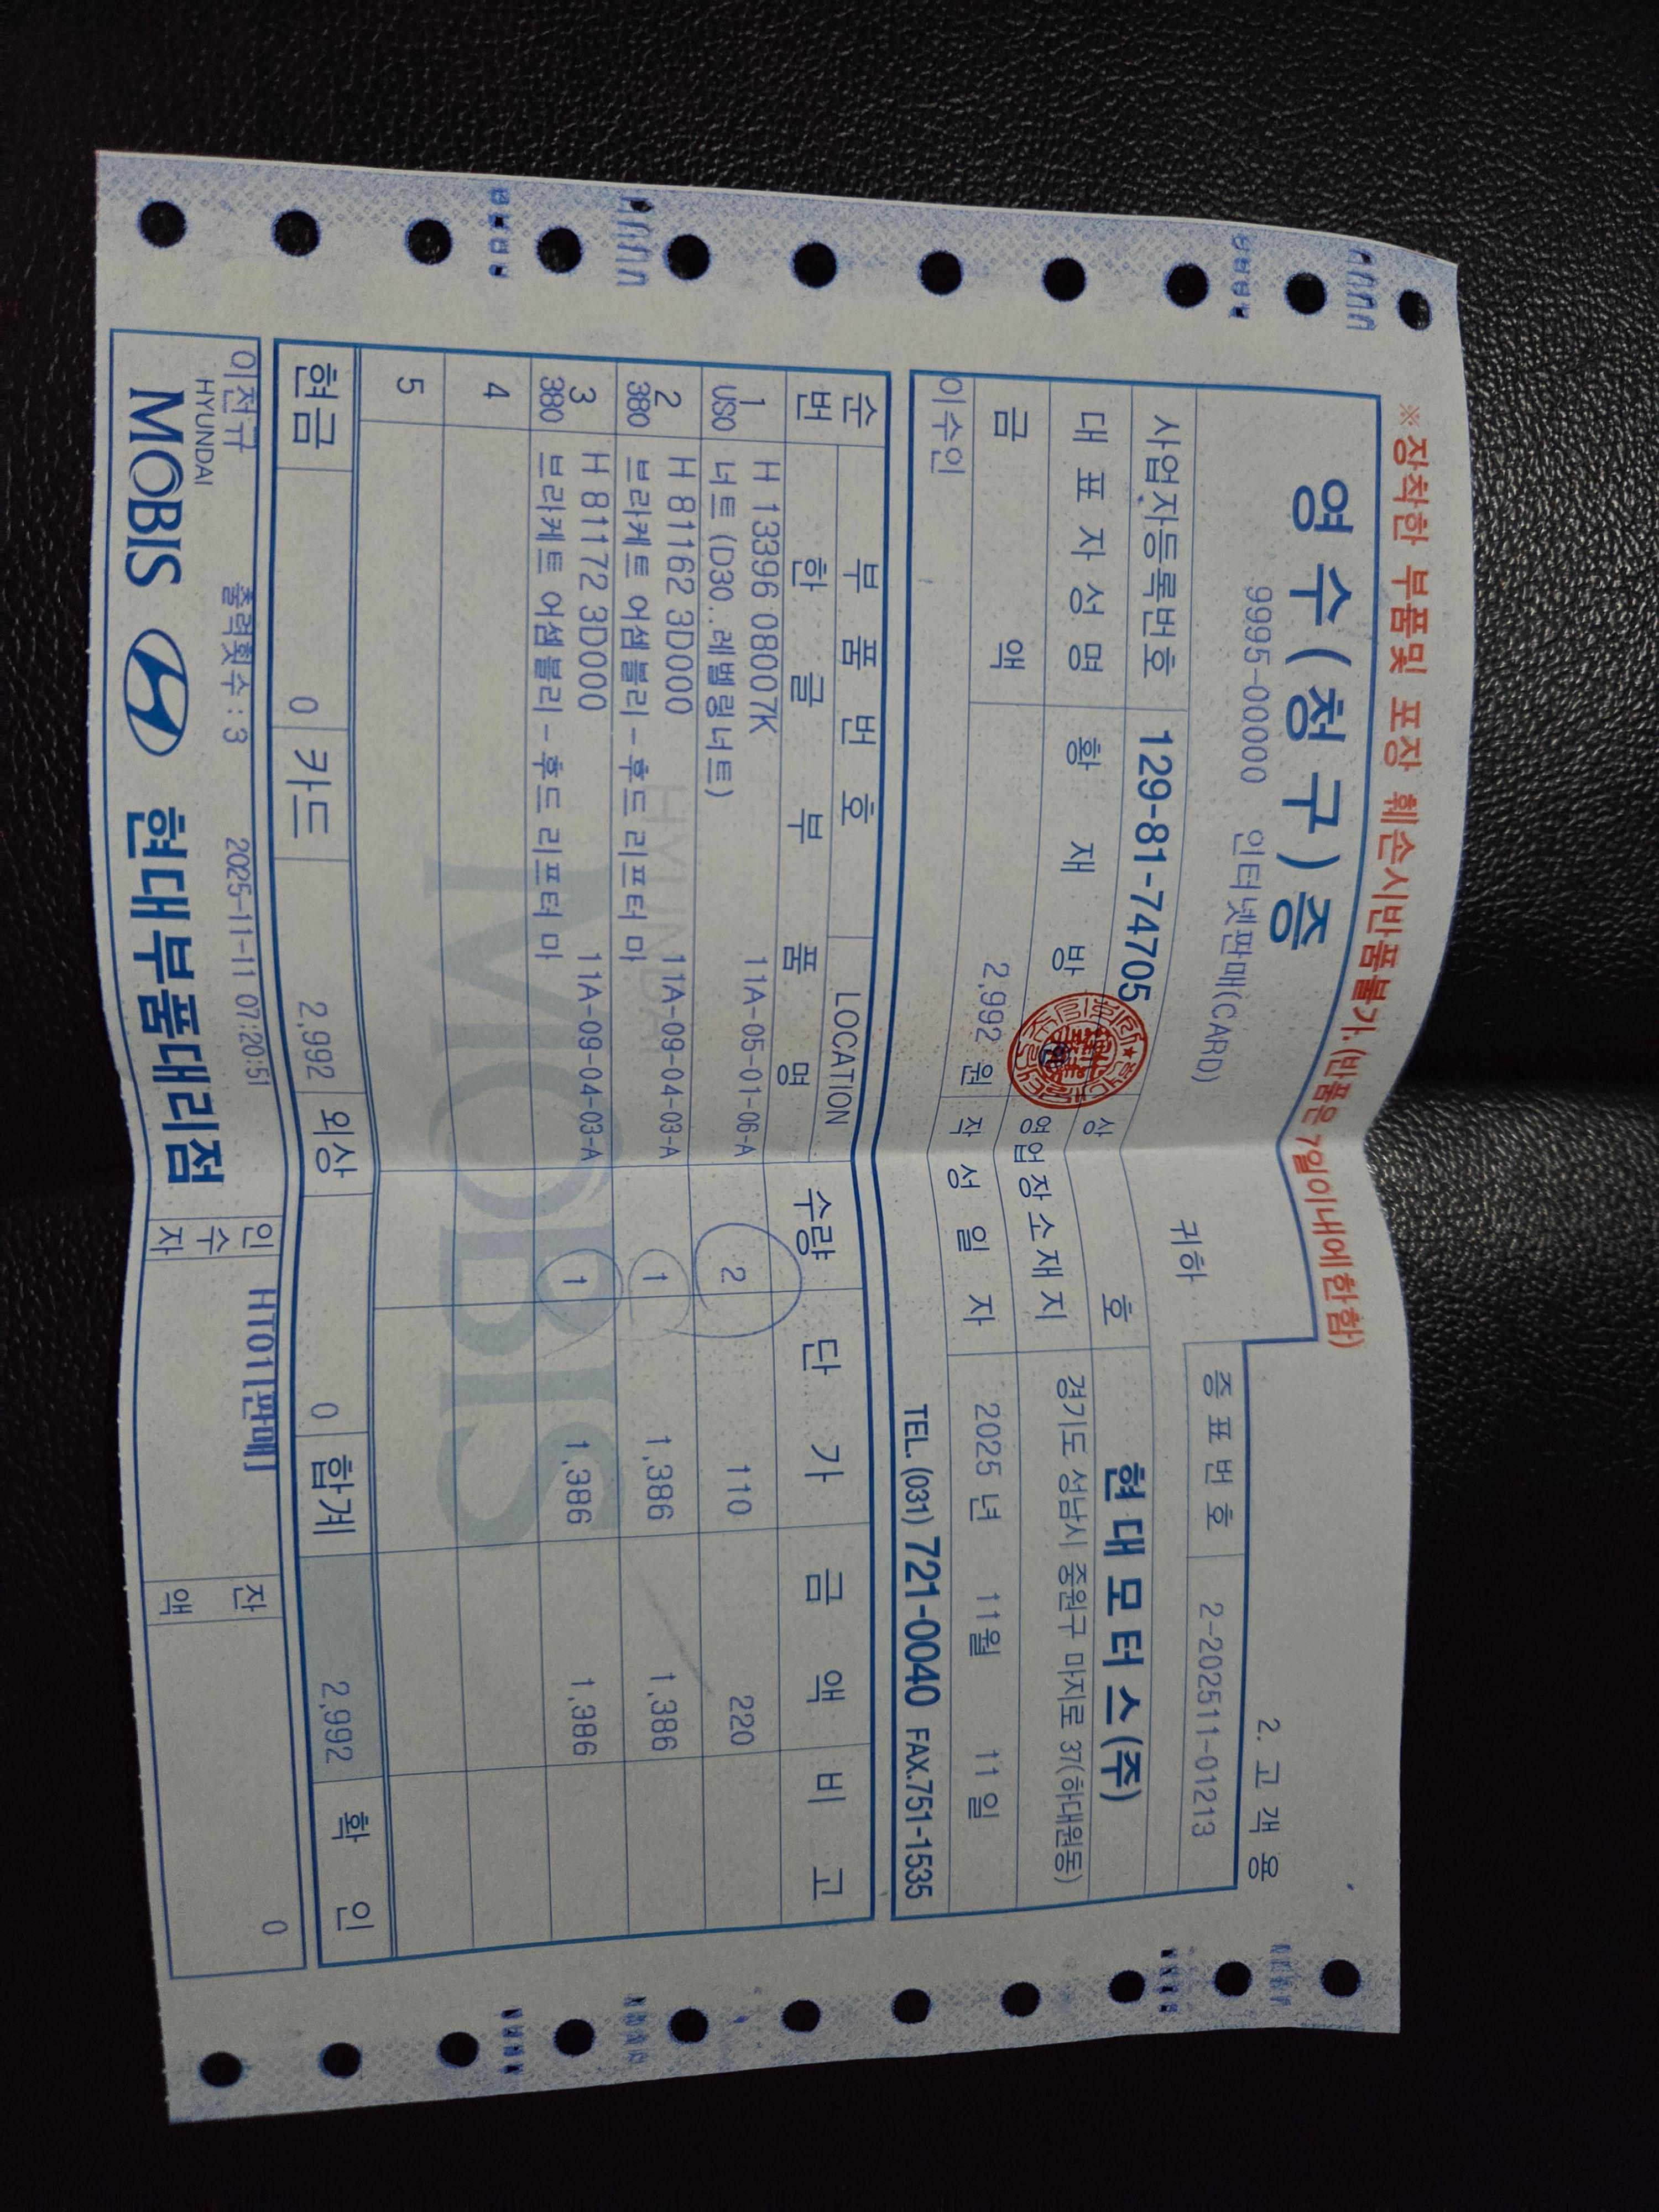 ※장착한 부품및 포장 훼손시반품불가. (반품은 7일이내에한함)
영 수 ( 청 구 ) 증
2. 고 객 용
9995-00000 인터넷판매(CARD)
귀하
증 표 번 호 2-202511-01213
사업자등록번호 129-81-74705
상 호 현 대 모 터 스 (주)
대 표 자 성 명 황 재 방
영업장소재지 경기도 성남시 중원구 마지로 37(하대원동)
금 액 2,992 원
작 성 일 자 2025 년 11월 11 일
이수인
TEL. (031) 721-0040 FAX.751-1535
순번 부 품 번 호 LOCATION 수량 단 가 금 액 비 고
한 글 부 품 명
1 H 13396 08007K 11A-05-01-06-A 2 110 220
US0 너트 (D30..레벨링너트)
2 H 81162 3D000 11A-09-04-03-A 1 1,386 1,386
380 브라케트 어셈블리-후드 리프터 마
3 H 81172 3D000 11A-09-04-03-A 1 1,386 1,386
380 브라케트 어셈블리-후드 리프터 마
4
5
HYUNDAI
MOBIS
현금 0 카드 2,992 외상 0 합계 2,992 확 인
이전규 출력횟수 : 3 2025-11-11 07:20:51
인수자 HT01[판매] 잔액 0
HYUNDAI
MOBIS 현대부품대리점